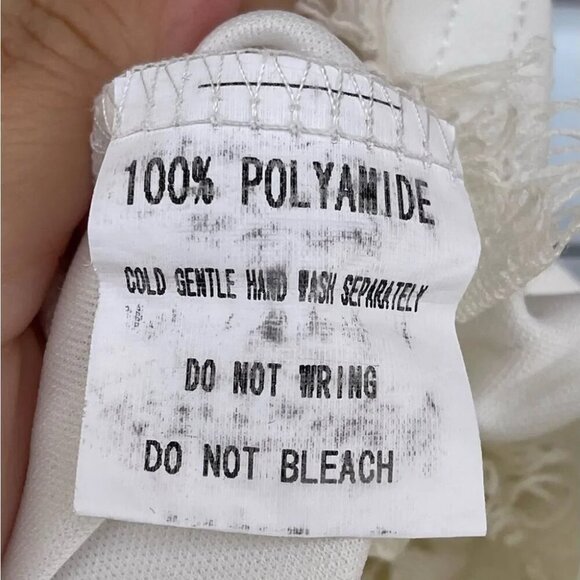 100% POLYAMIDE
COLD GENTLE HAND WASH SEPARATELY
DO NOT WRING
DO NOT BLEACH